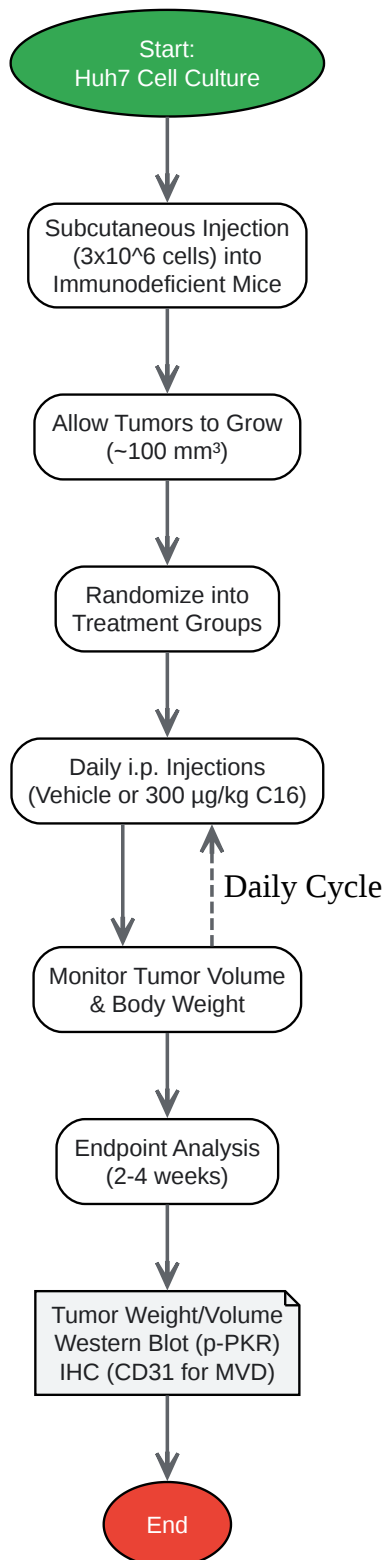 Start:
Huh7 Cell Culture
Subcutaneous Injection
(3x10^6 cells) into
Immunodeficient Mice
Allow Tumors to Grow
(~100 mm³)
Randomize into
Treatment Groups
Daily i.p. Injections
(Vehicle or 300 µg/kg C16)
Daily Cycle
Monitor Tumor Volume
& Body Weight
Endpoint Analysis
(2-4 weeks)
Tumor Weight/Volume
Western Blot (p-PKR)
IHC (CD31 for MVD)
End